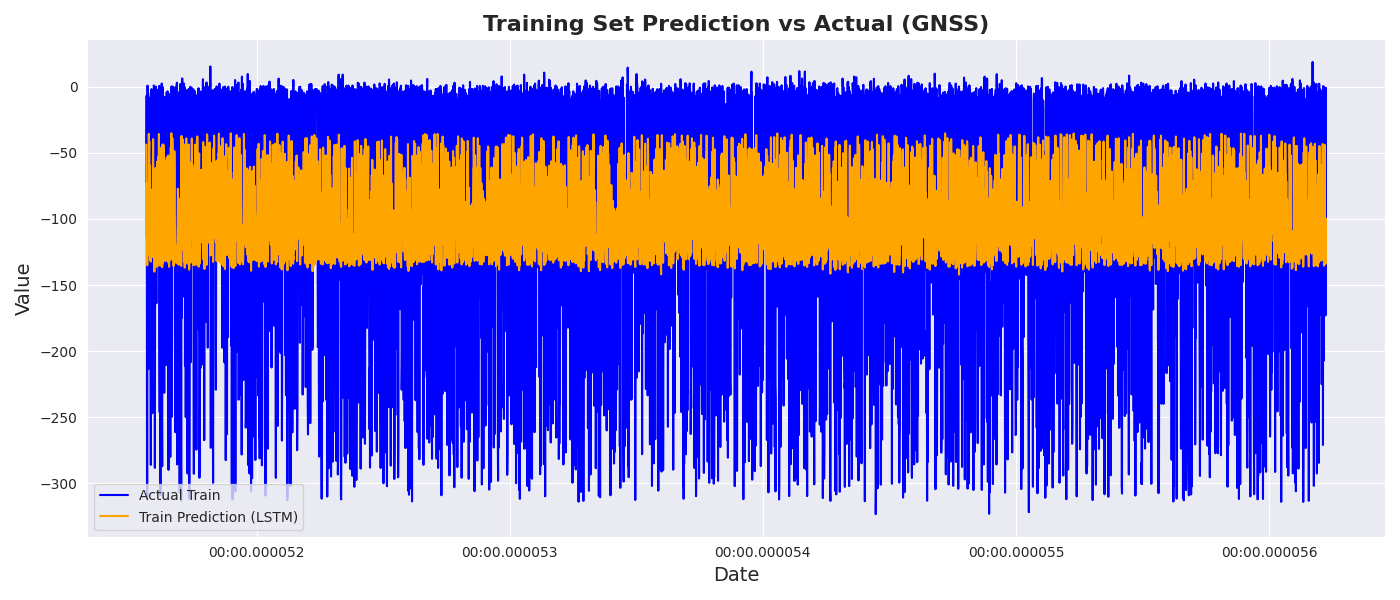 Training Set Prediction vs Actual (GNSS)
Value
0
−50
−100
−150
−200
−250
−300
Actual Train
Train Prediction (LSTM)
00:00.000052
00:00.000053
00:00.000054
00:00.000055
00:00.000056
Date